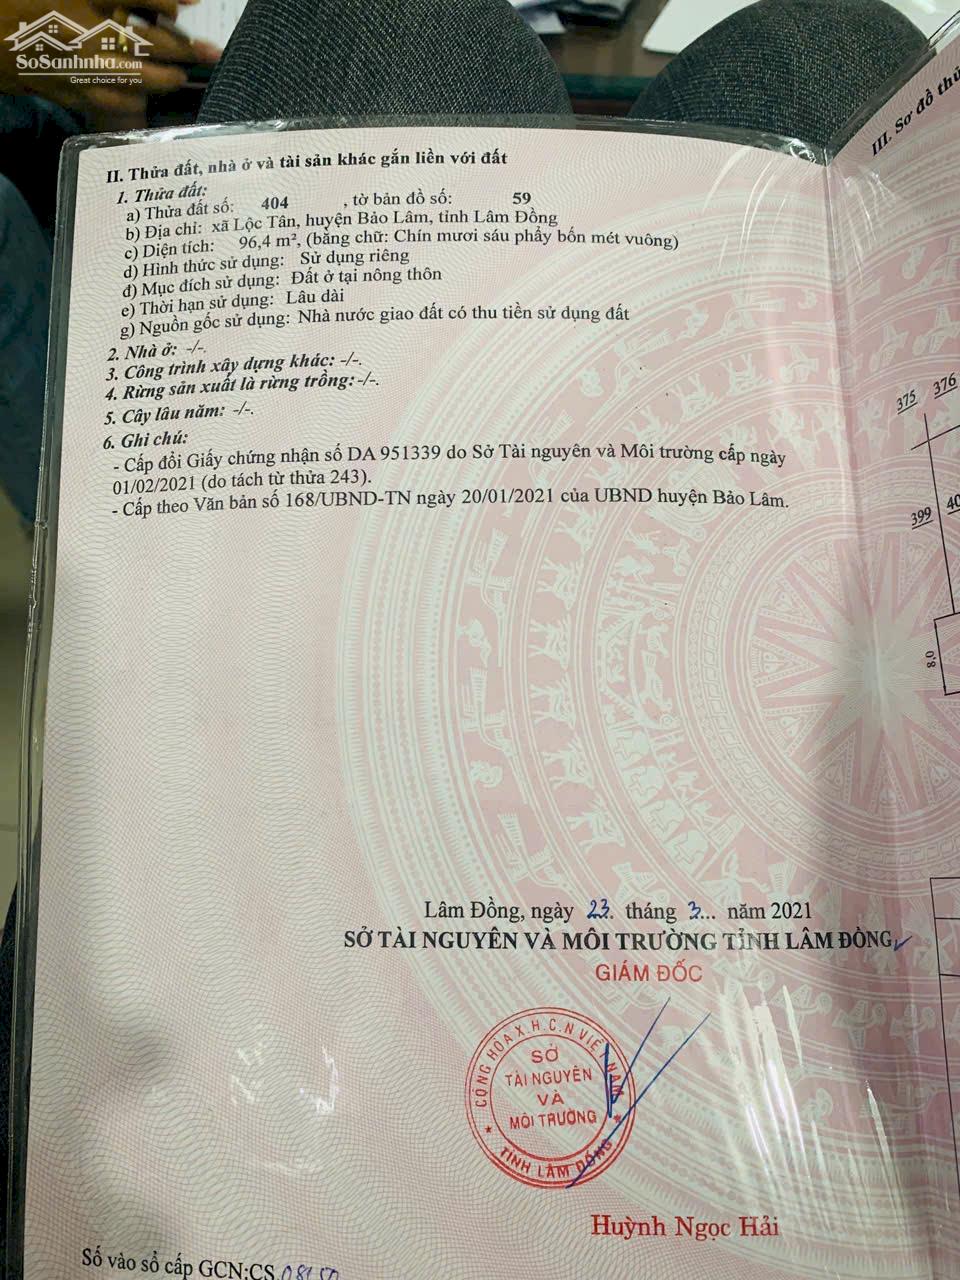 SoSanhnha.com
Great choice for you
II. Thửa đất, nhà ở và tài sản khác gắn liền với đất
1. Thửa đất:
a) Thửa đất số: 404 , tờ bản đồ số: 59
b) Địa chỉ: xã Lộc Tân, huyện Bảo Lâm, tỉnh Lâm Đồng
c) Diện tích: 96,4 m², (bằng chữ: Chín mươi sáu phẩy bốn mét vuông)
d) Hình thức sử dụng: Sử dụng riêng
đ) Mục đích sử dụng: Đất ở tại nông thôn
e) Thời hạn sử dụng: Lâu dài
g) Nguồn gốc sử dụng: Nhà nước giao đất có thu tiền sử dụng đất
2. Nhà ở: -/-.
3. Công trình xây dựng khác: -/-.
4. Rừng sản xuất là rừng trồng: -/-.
5. Cây lâu năm: -/-.
6. Ghi chú:
- Cấp đổi Giấy chứng nhận số DA 951339 do Sở Tài nguyên và Môi trường cấp ngày
01/02/2021 (do tách từ thửa 243).
- Cấp theo Văn bản số 168/UBND-TN ngày 20/01/2021 của UBND huyện Bảo Lâm.
III. Sơ đồ
375 376
399
8,0
Lâm Đồng, ngày 23. tháng 3... năm 2021
SỞ TÀI NGUYÊN VÀ MÔI TRƯỜNG TỈNH LÂM ĐỒNG
GIÁM ĐỐC
CỘNG HÒA X.H.C.N VIỆT NAM
SỞ
TÀI NGUYÊN
VÀ
MÔI TRƯỜNG
TỈNH LÂM ĐỒNG
Huỳnh Ngọc Hải
Số vào sổ cấp GCN:CS